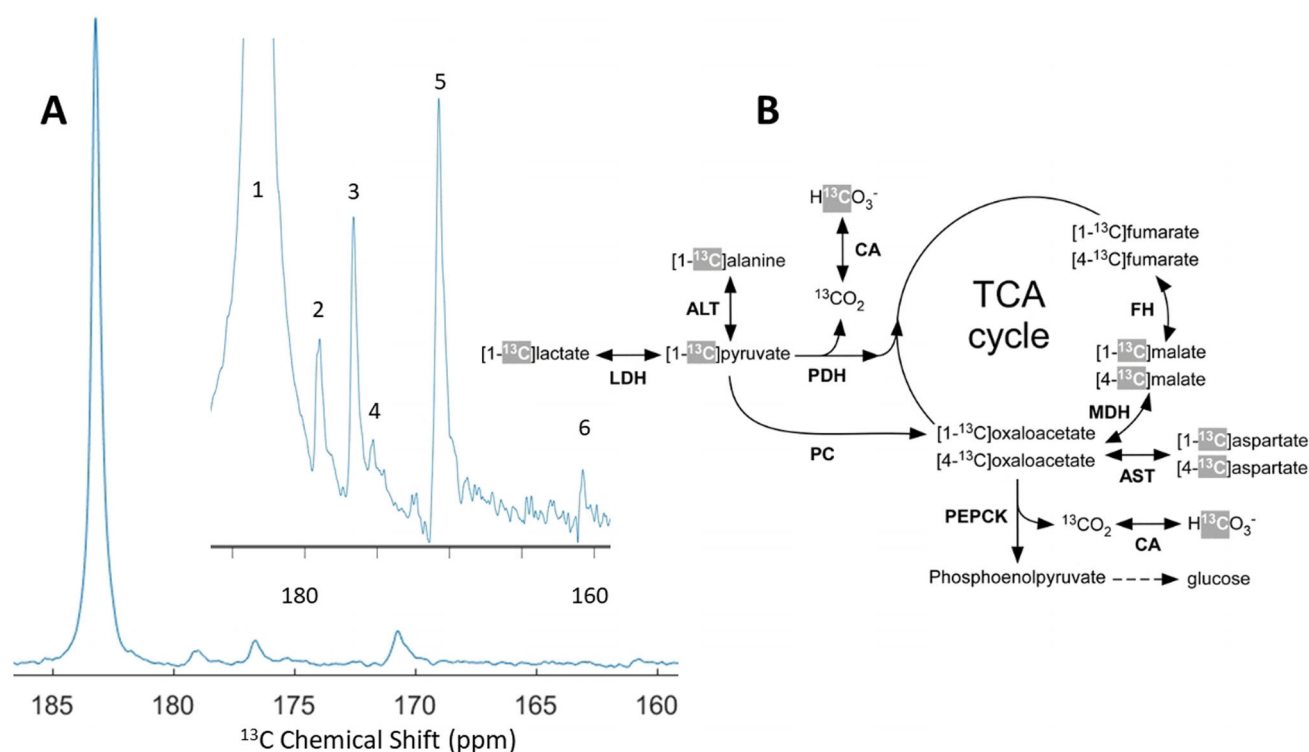 A
1
2
3
4
5
6
180
160
185
180
175
170
165
160
¹³C Chemical Shift (ppm)
B
H¹³CO₃⁻
CA
¹³CO₂
[1-¹³C]alanine
ALT
[1-¹³C]lactate
LDH
[1-¹³C]pyruvate
PDH
PC
TCA
cycle
[1-¹³C]fumarate
[4-¹³C]fumarate
FH
[1-¹³C]malate
[4-¹³C]malate
MDH
[1-¹³C]oxaloacetate
[4-¹³C]oxaloacetate
AST
[1-¹³C]aspartate
[4-¹³C]aspartate
PEPCK
¹³CO₂
CA
H¹³CO₃⁻
Phosphoenolpyruvate
glucose